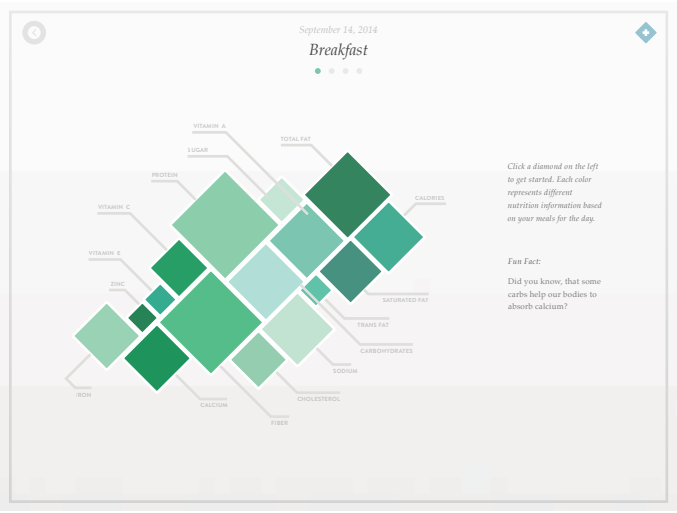 September 14, 2014
Breakfast
VITAMIN A
TOTAL FAT
SUGAR
PROTEIN
CALORIES
VITAMIN C
VITAMIN E
ZINC
SATURATED FAT
TRANS FAT
CARBOHYDRATES
SODIUM
IRON
CHOLESTEROL
CALCIUM
FIBER
Click a diamond on the left
to get started. Each color
represents different
nutrition information based
on your meals for the day.
Fun Fact:
Did you know, that some
carbs help our bodies to
absorb calcium?